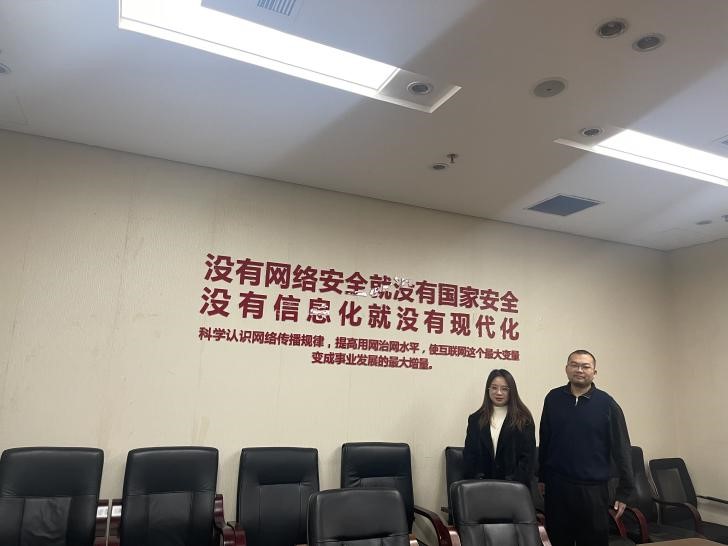 没有网络安全就没有国家安全
没有信息化就没有现代化
科学认识网络传播规律，提高用网治网水平，使互联网这个最大变量
变成事业发展的最大增量。